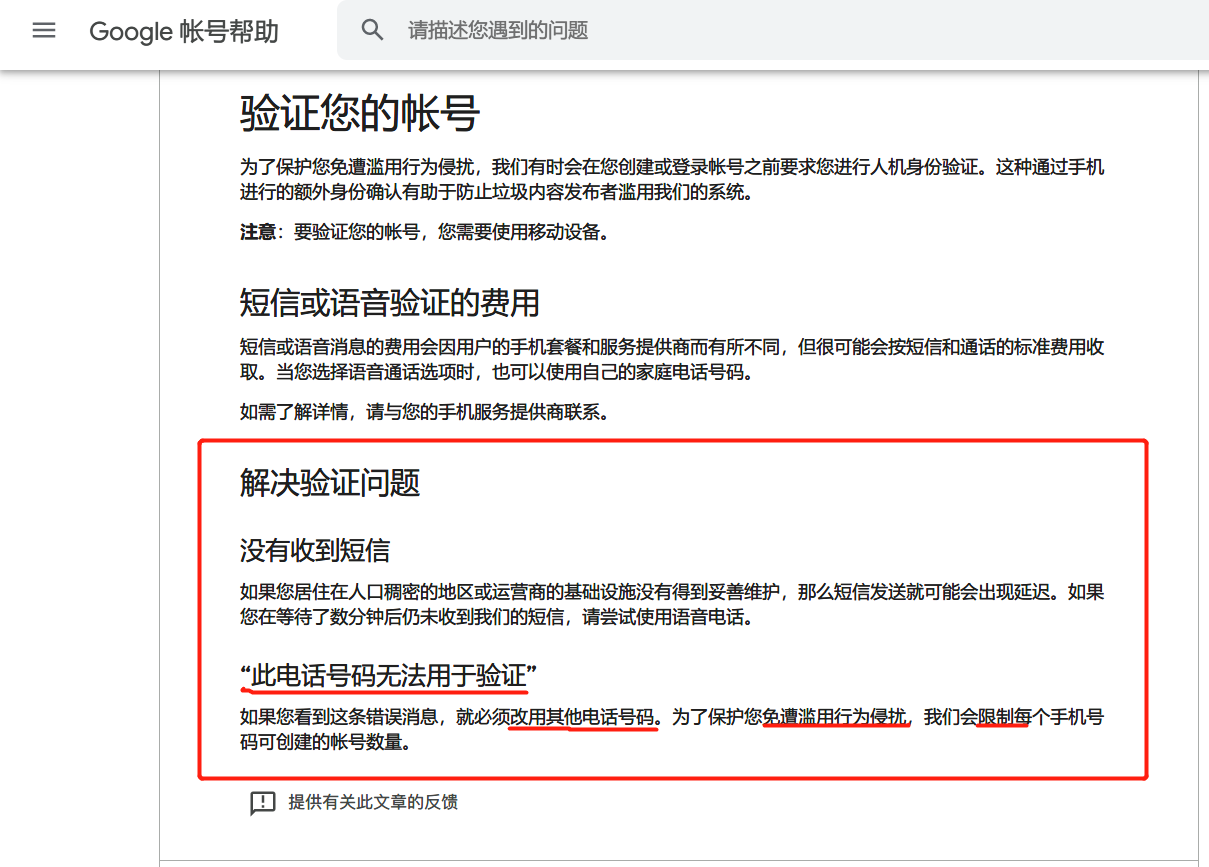 Google 帐号帮助
请描述您遇到的问题
验证您的帐号
为了保护您免遭滥用行为侵扰，我们有时会在您创建或登录帐号之前要求您进行人机身份验证。这种通过手机
进行的额外身份确认有助于防止垃圾内容发布者滥用我们的系统。
注意：要验证您的帐号，您需要使用移动设备。
短信或语音验证的费用
短信或语音消息的费用会因用户的手机套餐和服务提供商而有所不同，但很可能会按短信和通话的标准费用收
取。当您选择语音通话选项时，也可以使用自己的家庭电话号码。
如需了解详情，请与您的手机服务提供商联系。
解决验证问题
没有收到短信
如果您居住在人口稠密的地区或运营商的基础设施没有得到妥善维护，那么短信发送就可能会出现延迟。如果
您在等待了数分钟后仍未收到我们的短信，请尝试使用语音电话。
“此电话号码无法用于验证”
如果您看到这条错误消息，就必须改用其他电话号码。为了保护您免遭滥用行为侵扰，我们会限制每个手机号
码可创建的帐号数量。
提供有关此文章的反馈